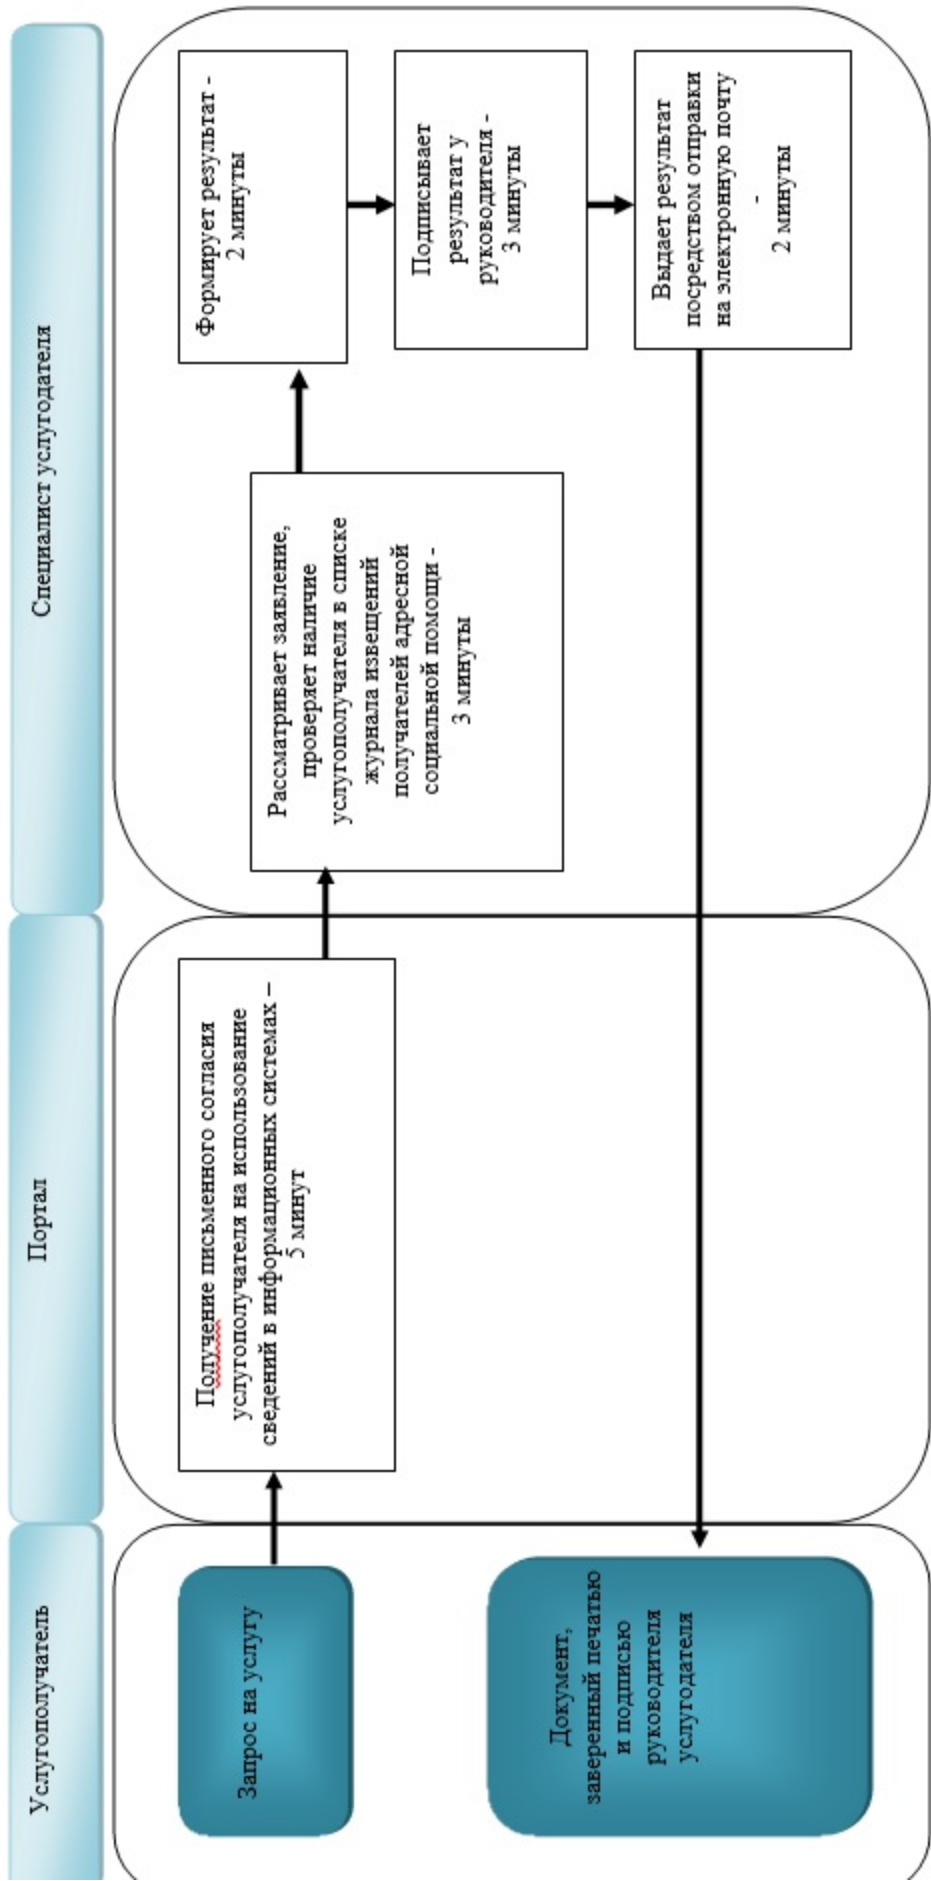 Услугополучатель
Портал
Специалист услугодателя
Запрос на услугу
Получение письменного согласия
услугополучателя на использование
сведений в информационных системах –
5 минут
Рассматривает заявление,
проверяет наличие
услугополучателя в списке
журнала извещений
получателей адресной
социальной помощи -
3 минуты
Формирует результат -
2 минуты
Подписывает
результат у
руководителя -
3 минуты
Выдает результат
посредством отправки
на электронную почту
-
2 минуты
Документ,
заверенный печатью
и подписью
руководителя
услугодателя